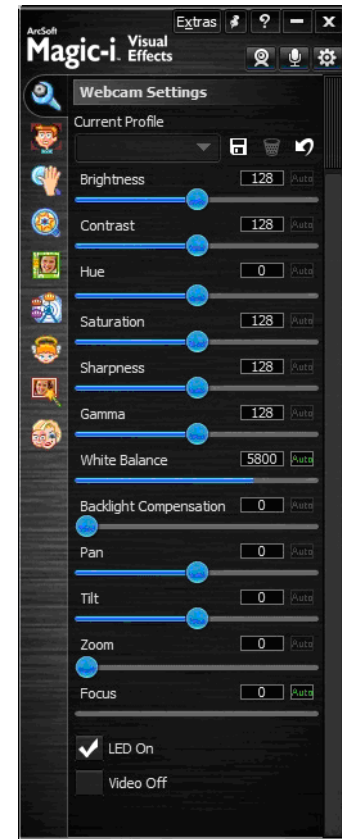 Extras ? — x
ArcSoft
Magic-i. Visual Effects
Webcam Settings
Current Profile
Brightness 128 Auto
Contrast 128 Auto
Hue 0 Auto
Saturation 128 Auto
Sharpness 128 Auto
Gamma 128 Auto
White Balance 5800 Auto
Backlight Compensation 0 Auto
Pan 0 Auto
Tilt 0 Auto
Zoom 0 Auto
Focus 0 Auto
LED On
Video Off